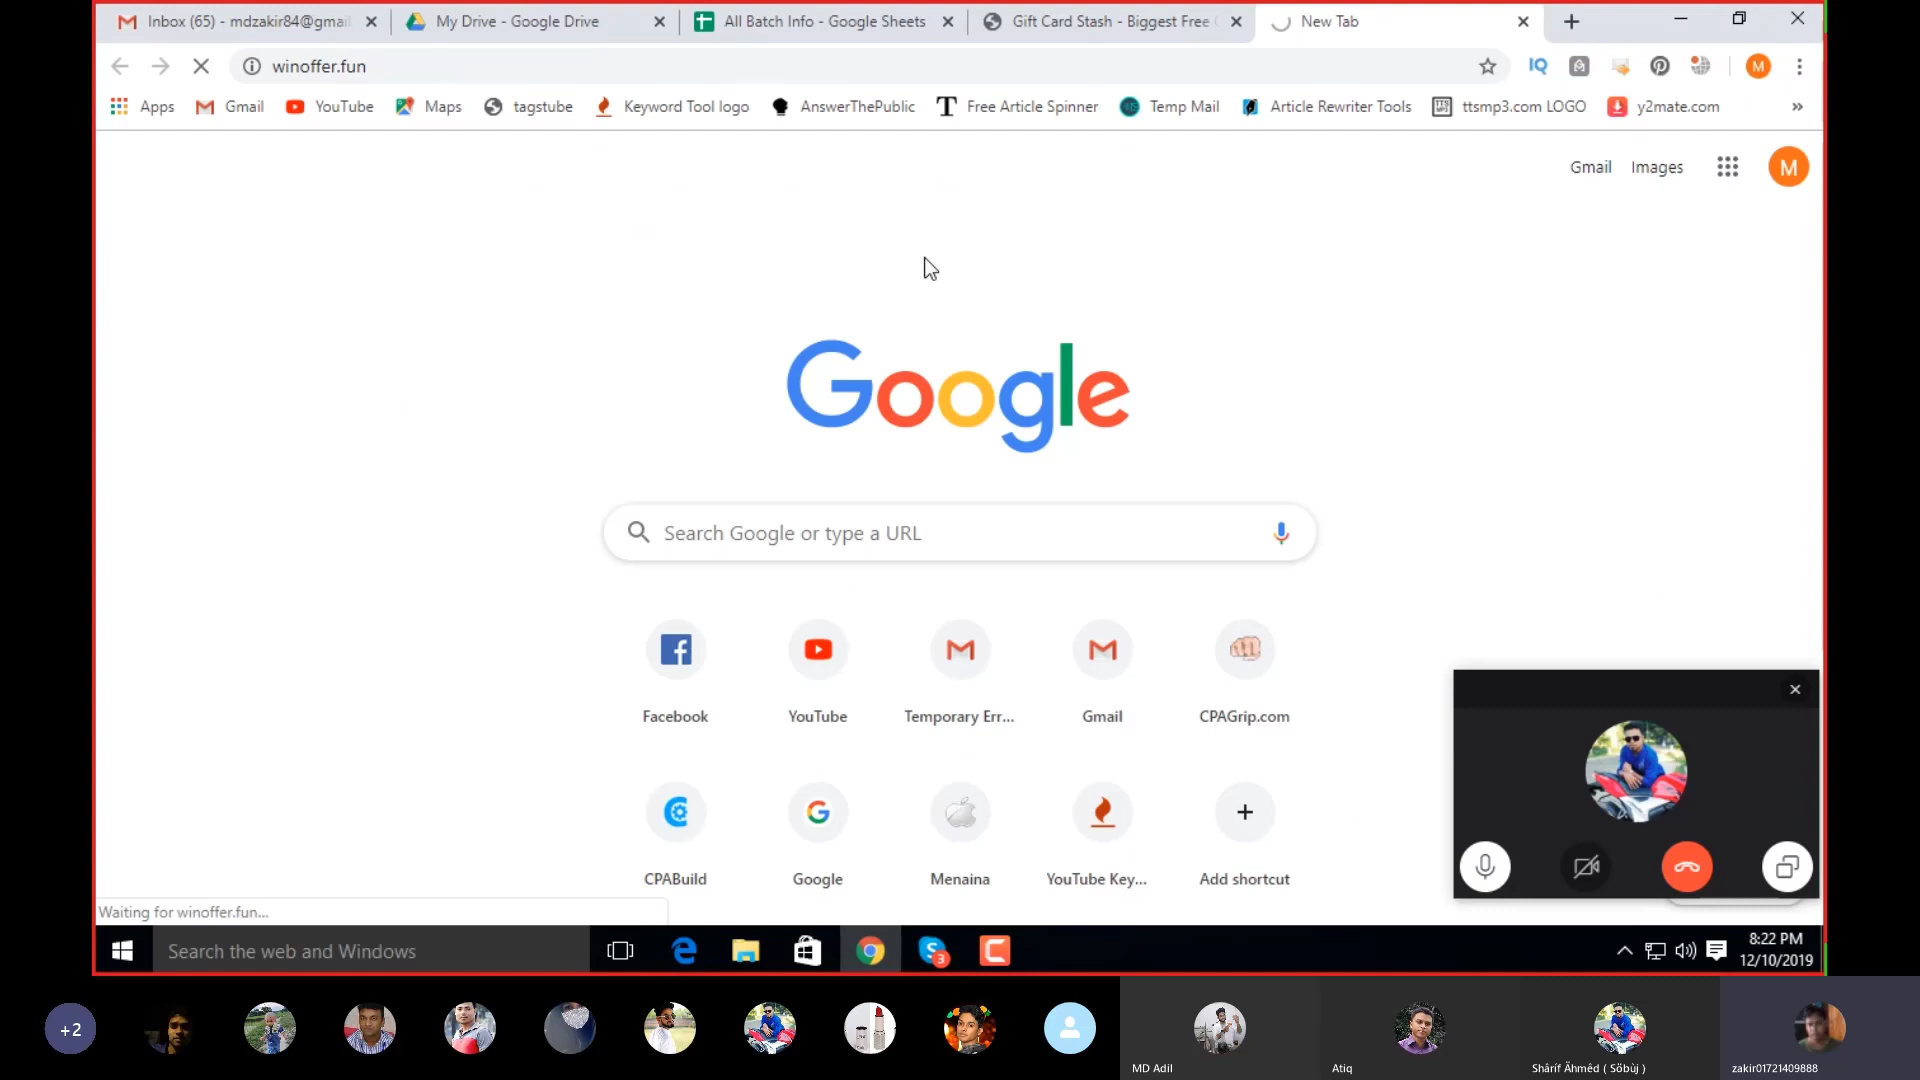 Inbox (65) - mdzakir84@gmail
My Drive - Google Drive
All Batch Info - Google Sheets
Gift Card Stash - Biggest Free
New Tab
winoffer.fun
IQ
M
Apps
Gmail
YouTube
Maps
tagstube
Keyword Tool logo
AnswerThePublic
Free Article Spinner
Temp Mail
Article Rewriter Tools
ttsmp3.com LOGO
y2mate.com
»
Gmail
Images
M
Google
Search Google or type a URL
Facebook
YouTube
Temporary Err...
Gmail
CPAGrip.com
CPABuild
Google
Menaina
YouTube Key...
Add shortcut
Waiting for winoffer.fun...
Search the web and Windows
3
8:22 PM
12/10/2019
+2
MD Adil
Atiq
Shâríf Ãhmêd ( Söbùj )
zakir01721409888